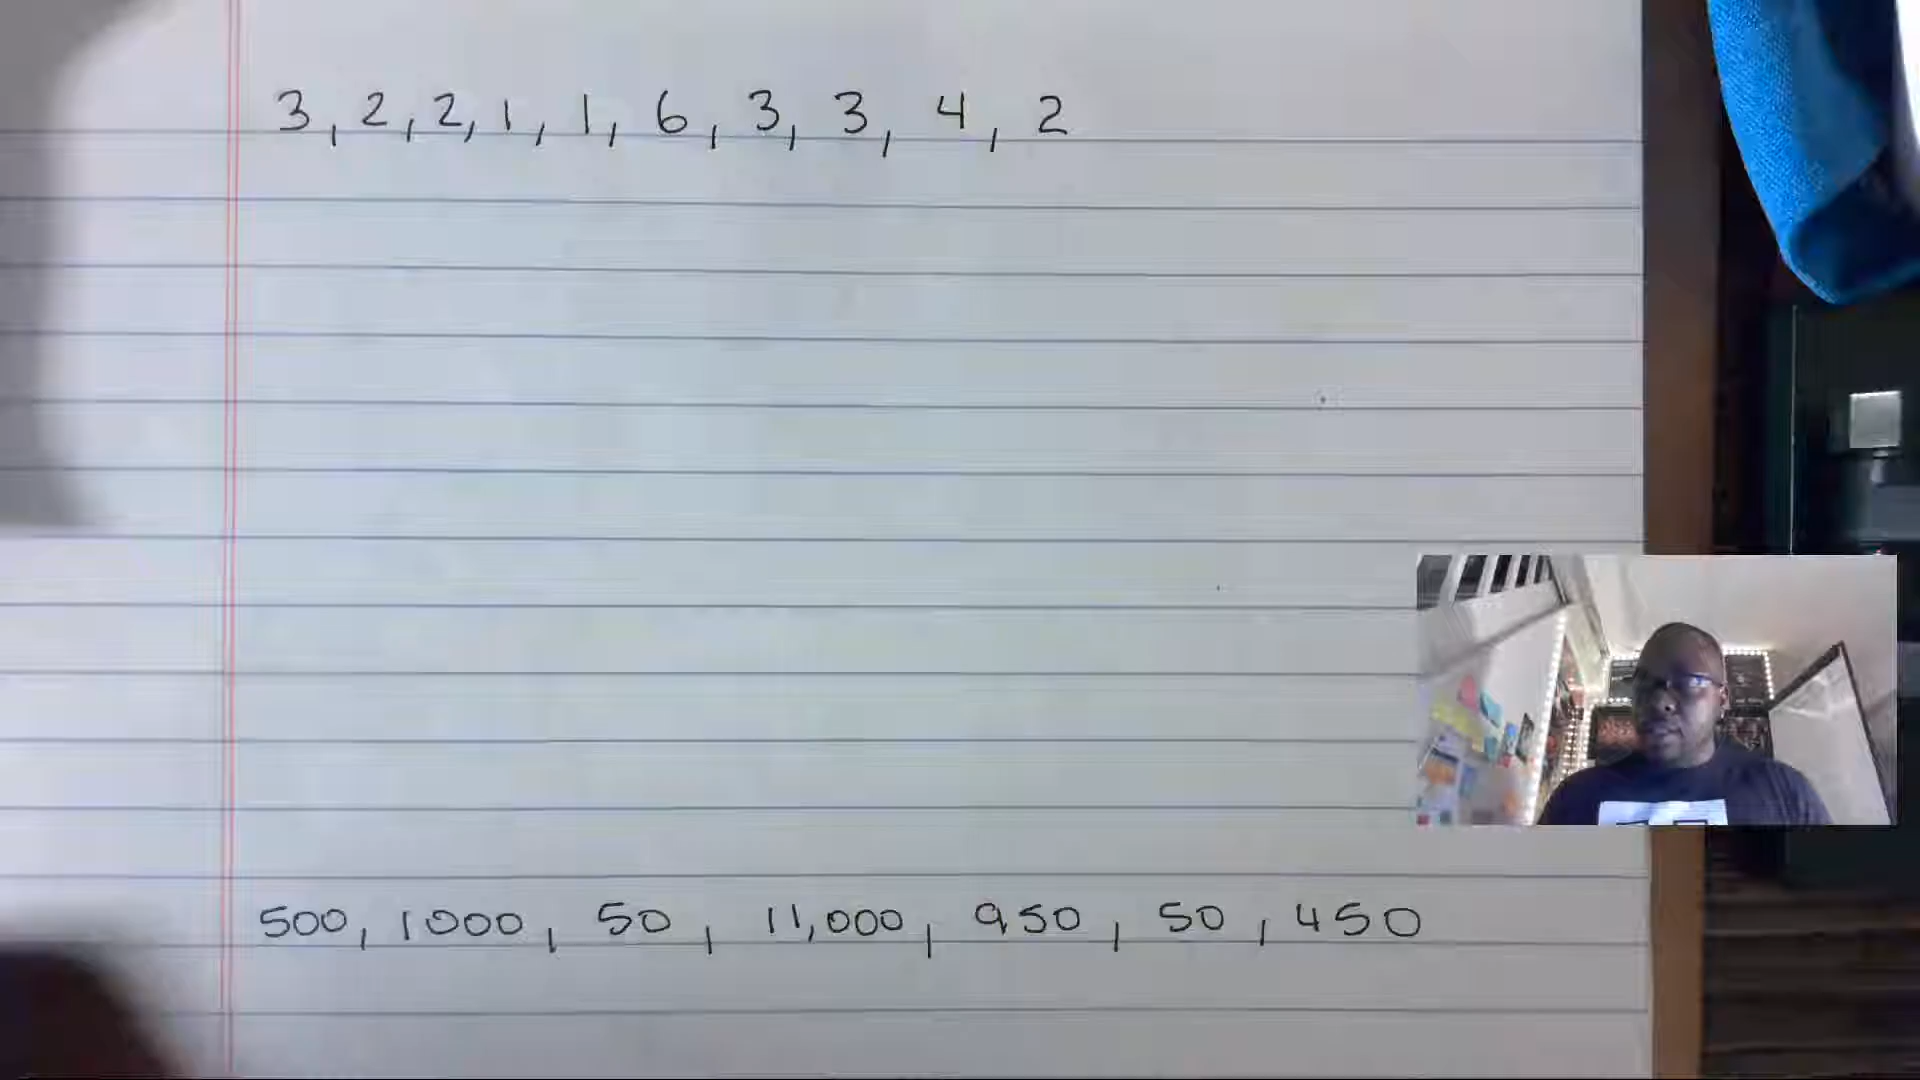 3, 2, 2, 1, 1, 6, 3, 3, 4, 2
500, 1000, 50, 11,000, 950, 50, 450